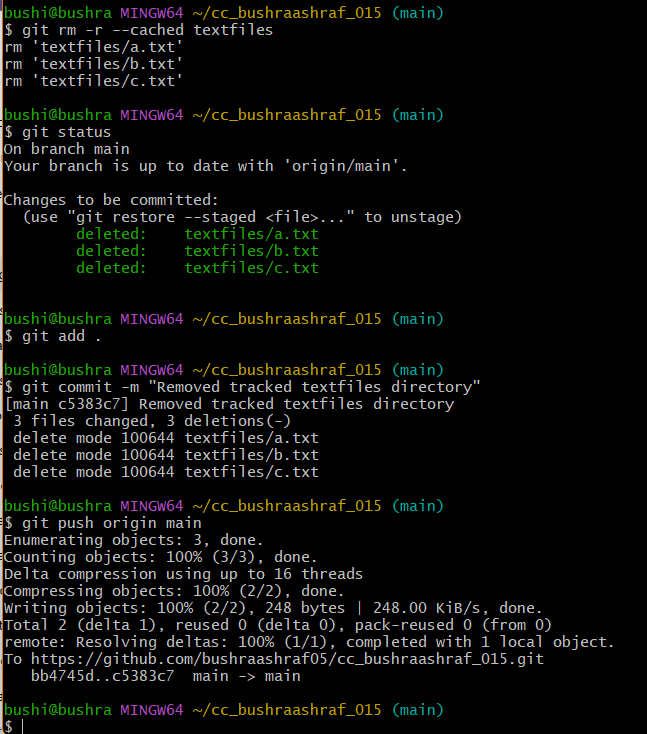 bushi@bushra MINGW64 ~/cc_bushraashraf_015 (main)
$ git rm -r --cached textfiles
rm 'textfiles/a.txt'
rm 'textfiles/b.txt'
rm 'textfiles/c.txt'

bushi@bushra MINGW64 ~/cc_bushraashraf_015 (main)
$ git status
On branch main
Your branch is up to date with 'origin/main'.

Changes to be committed:
  (use "git restore --staged <file>..." to unstage)
        deleted:    textfiles/a.txt
        deleted:    textfiles/b.txt
        deleted:    textfiles/c.txt

bushi@bushra MINGW64 ~/cc_bushraashraf_015 (main)
$ git add .

bushi@bushra MINGW64 ~/cc_bushraashraf_015 (main)
$ git commit -m "Removed tracked textfiles directory"
[main c5383c7] Removed tracked textfiles directory
 3 files changed, 3 deletions(-)
 delete mode 100644 textfiles/a.txt
 delete mode 100644 textfiles/b.txt
 delete mode 100644 textfiles/c.txt

bushi@bushra MINGW64 ~/cc_bushraashraf_015 (main)
$ git push origin main
Enumerating objects: 3, done.
Counting objects: 100% (3/3), done.
Delta compression using up to 16 threads
Compressing objects: 100% (2/2), done.
Writing objects: 100% (2/2), 248 bytes | 248.00 KiB/s, done.
Total 2 (delta 1), reused 0 (delta 0), pack-reused 0 (from 0)
remote: Resolving deltas: 100% (1/1), completed with 1 local object.
To https://github.com/bushraashraf05/cc_bushraashraf_015.git
   bb4745d..c5383c7  main -> main

bushi@bushra MINGW64 ~/cc_bushraashraf_015 (main)
$